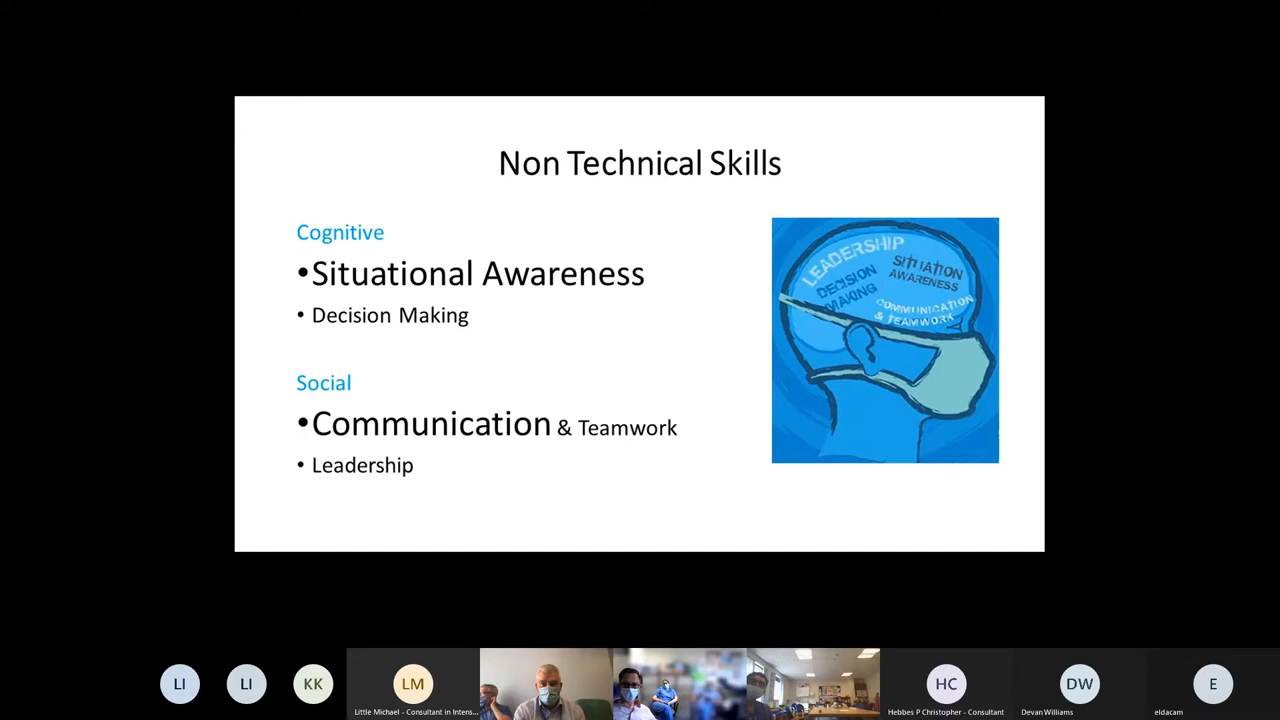 Non Technical Skills
Cognitive
•Situational Awareness
• Decision Making
Social
•Communication & Teamwork
• Leadership
LEADERSHIP
DECISION
MAKING
SITUATION
AWARENESS
COMMUNICATION
& TEAMWORK
LI
LI
KK
LM
Little Michael - Consultant in Intens...
HC
Hebbes P Christopher - Consultant
DW
Devan Williams
E
eldacam